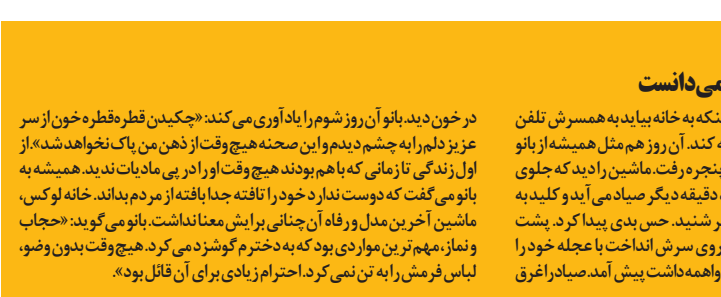 می‌دانست
به خانه بیاید به همسرش تلفن
کند. آن روز هم مثل همیشه از بانو
پنجره رفت. ماشین را دید که جلوی
دقیقه دیگر صیاد می آید و کلید به
شنید. حس بدی پیدا کرد. پشت
روی سرش انداخت با عجله خود را
واهمه داشت پیش آمد. صیاد را غرق
در خون دید. بانو آن روز شوم را یادآوری می کند: «چکیدن قطره‌قطره خون از سر
عزیز دلم را به چشم دیدم و این صحنه هیچ وقت از ذهن من پاک نخواهد شد». از
اول زندگی تا زمانی که با هم بودند هیچ وقت او را در پی مادیات ندید. همیشه به
بانو می گفت که دوست ندارد خود را تافته جدا بافته از مردم بداند. خانه لوکس،
ماشین آخرین مدل و رفاه آن چنانی برایش معنا نداشت. بانو می گوید: «حجاب
و نماز، مهم ترین مواردی بود که به دخترم گوشزد می کرد. هیچ وقت بدون وضو،
لباس فرمش را به تن نمی کرد. احترام زیادی برای آن قائل بود».